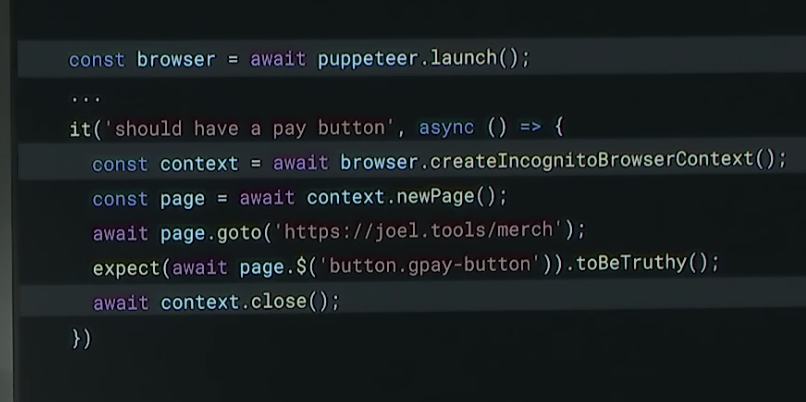 const browser = await puppeteer.launch();
...
it('should have a pay button', async () => {
const context = await browser.createIncognitoBrowserContext();
const page = await context.newPage();
await page.goto('https://joel.tools/merch');
expect(await page.$('button.gpay-button')).toBeTruthy();
await context.close();
})